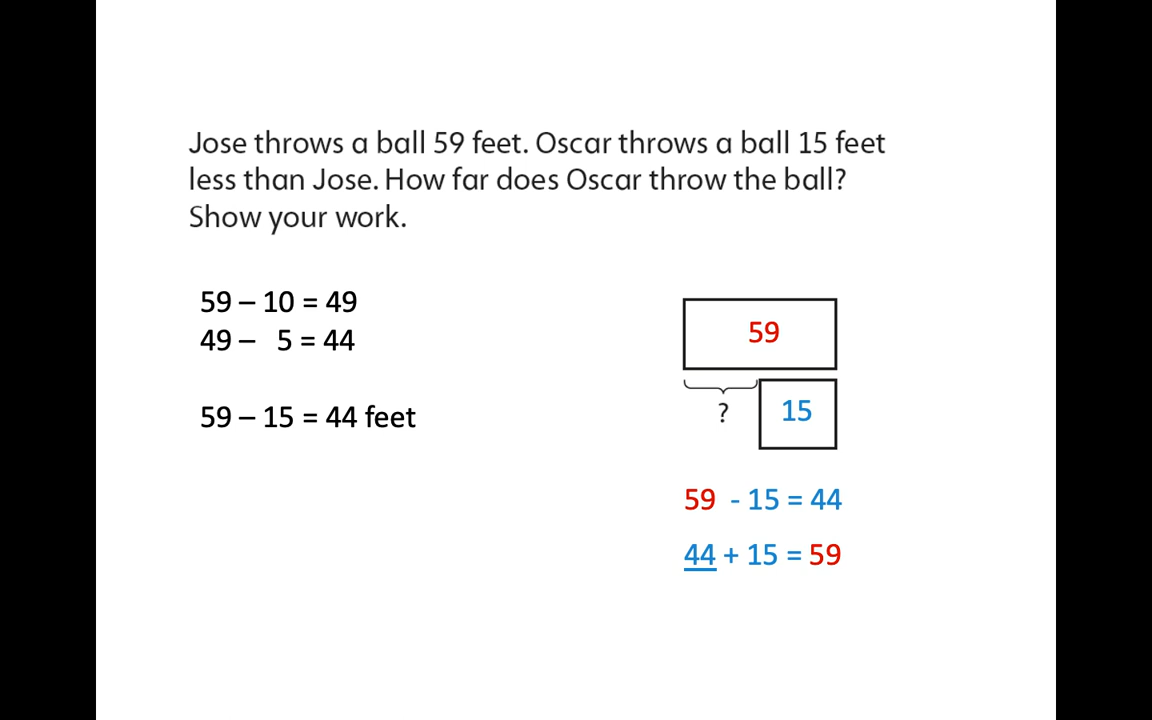 Jose throws a ball 59 feet. Oscar throws a ball 15 feet
less than Jose. How far does Oscar throw the ball?
Show your work.
59 – 10 = 49
49 –   5 = 44
59 – 15 = 44 feet
59
?
15
59  - 15 = 44
44 + 15 = 59